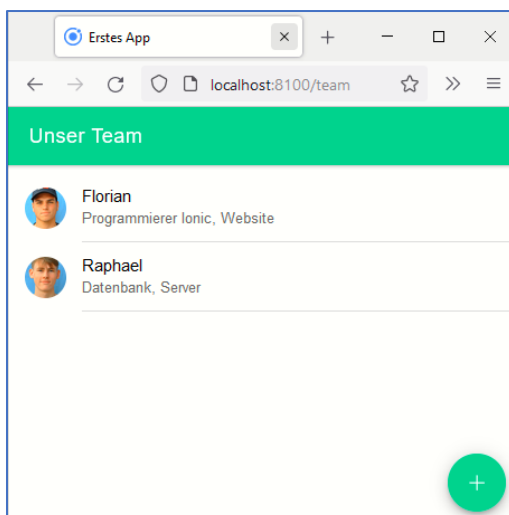 Erstes App
localhost:8100/team
Unser Team
Florian
Programmierer Ionic, Website
Raphael
Datenbank, Server